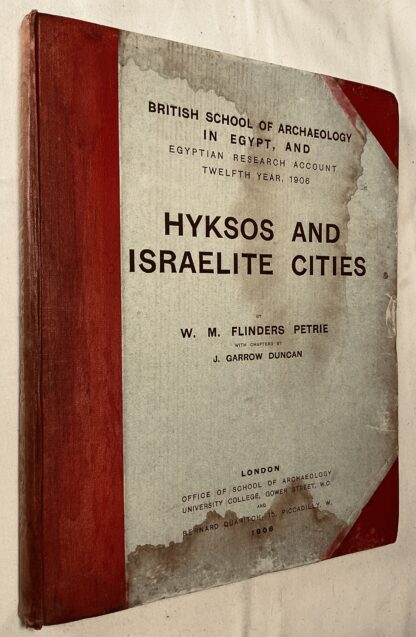 BRITISH SCHOOL OF ARCHAEOLOGY
IN EGYPT, AND
EGYPTIAN RESEARCH ACCOUNT
TWELFTH YEAR, 1906
HYKSOS AND
ISRAELITE CITIES
BY
W. M. FLINDERS PETRIE
WITH CHAPTERS BY
J. GARROW DUNCAN
LONDON
OFFICE OF SCHOOL OF ARCHAEOLOGY
UNIVERSITY COLLEGE, GOWER STREET, W.C.
AND
BERNARD QUARITCH, 15, PICCADILLY, W.
1906